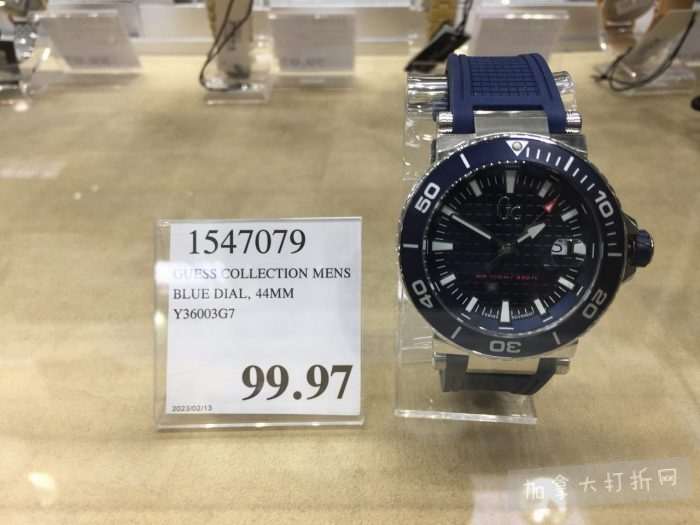 1547079
GUESS COLLECTION MENS
BLUE DIAL, 44MM
Y36003G7
99.97
2023/02/13
Gc
50
10
40
20
30
加拿大打折网